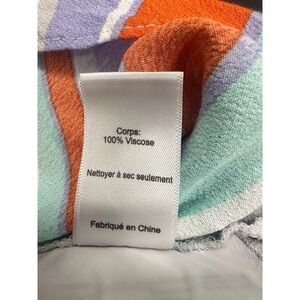 Corps:
100% Viscose
Nettoyer à sec seulement
Fabriqué en Chine